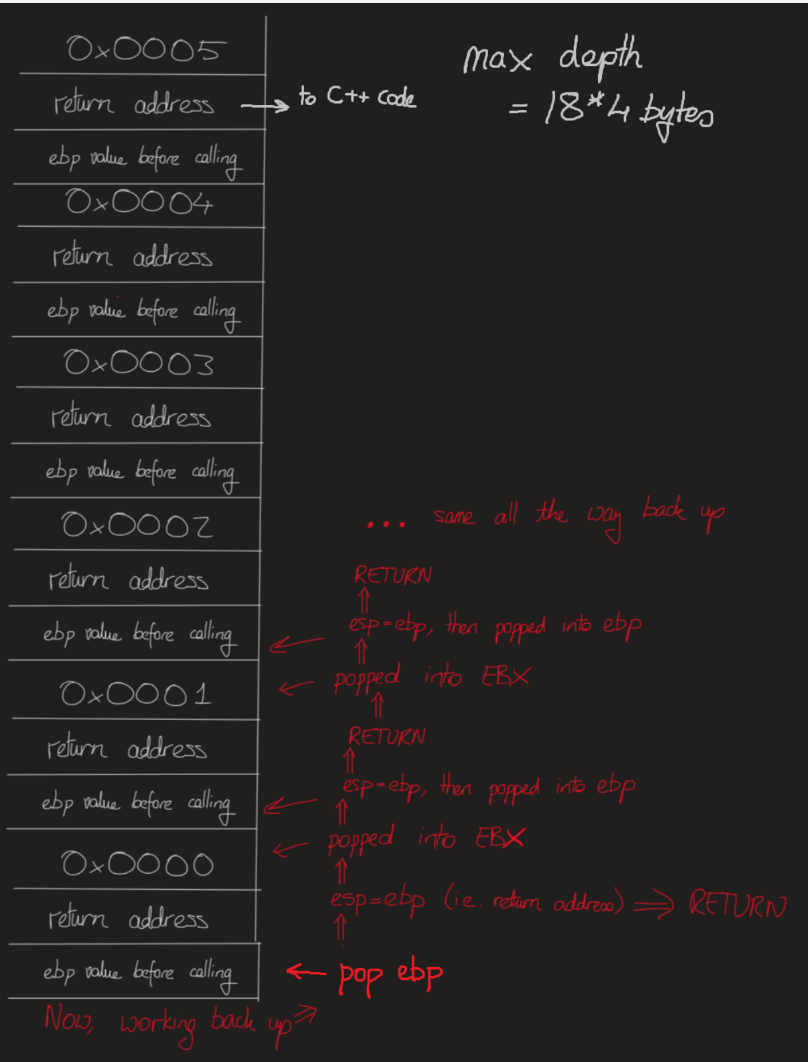 0x0005
max depth
= 18*4 bytes
return address → to C++ code
ebp value before calling
0x0004
return address
ebp value before calling
0x0003
return address
ebp value before calling
0x0002
... same all the way back up
return address
RETURN
ebp value before calling
esp=ebp, then popped into ebp
0x0001
popped into EBX
return address
RETURN
ebp value before calling
esp=ebp, then popped into ebp
0x0000
popped into EBX
return address
esp=ebp (i.e. return address) ⇒ RETURN
ebp value before calling
← pop ebp
Now, working back up ⇒